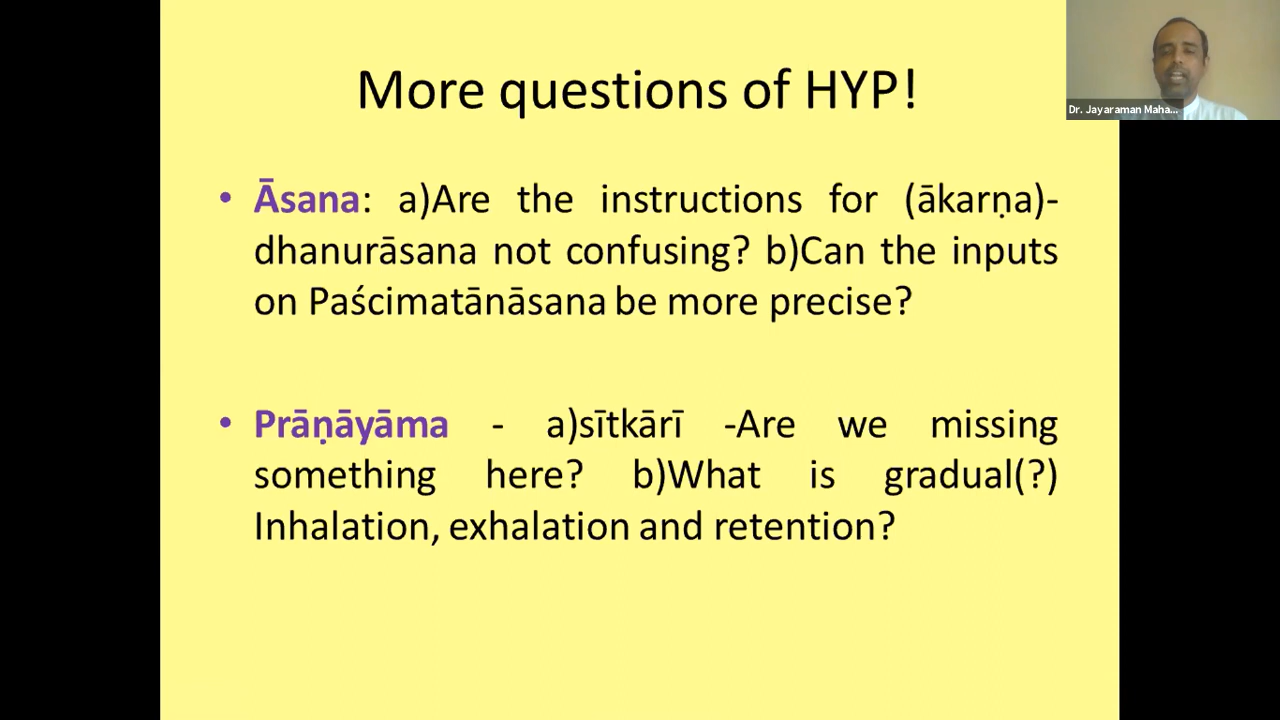 More questions of HYP!
Dr. Jayaraman Maha...
• Āsana: a)Are the instructions for (ākarṇa)-
dhanurāsana not confusing? b)Can the inputs
on Paścimatānāsana be more precise?
• Prāṇāyāma - a)sītkārī -Are we missing
something here? b)What is gradual(?)
Inhalation, exhalation and retention?